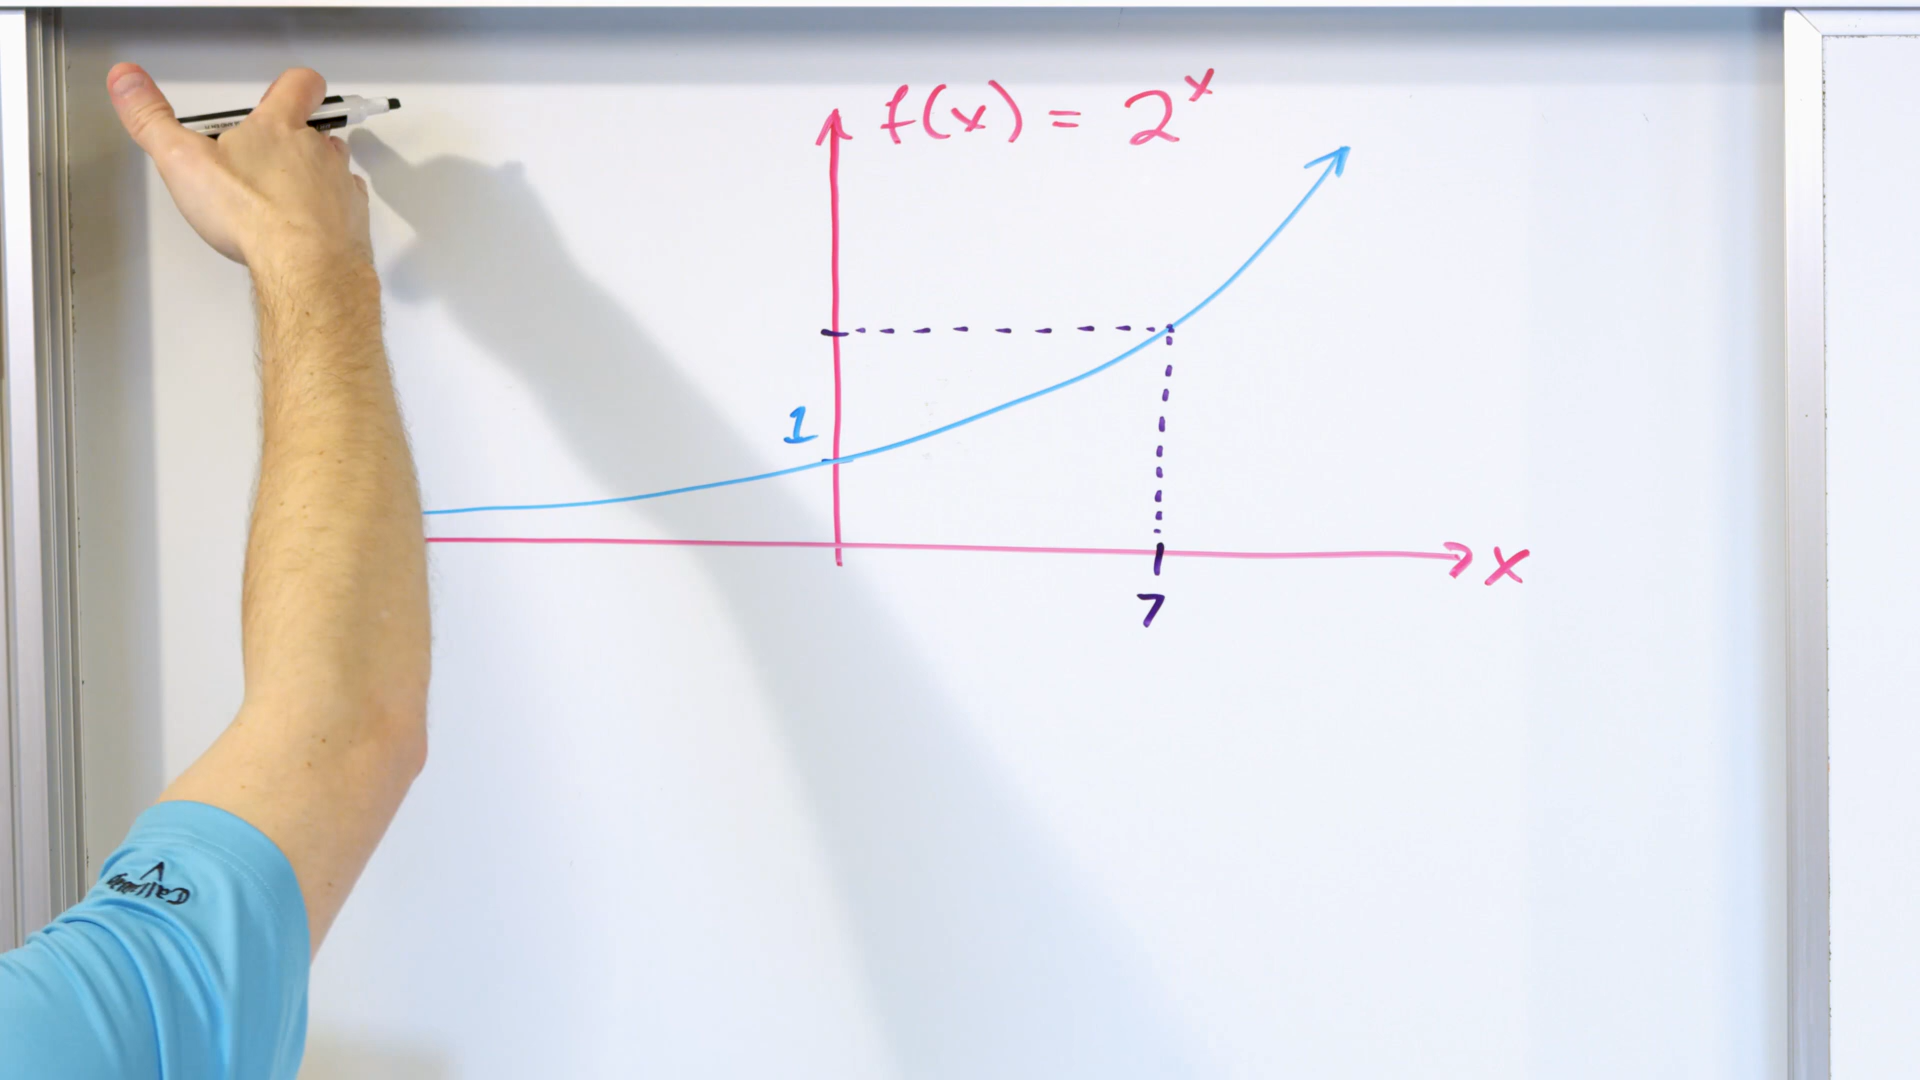 f(x) = 2^x
1
x
7